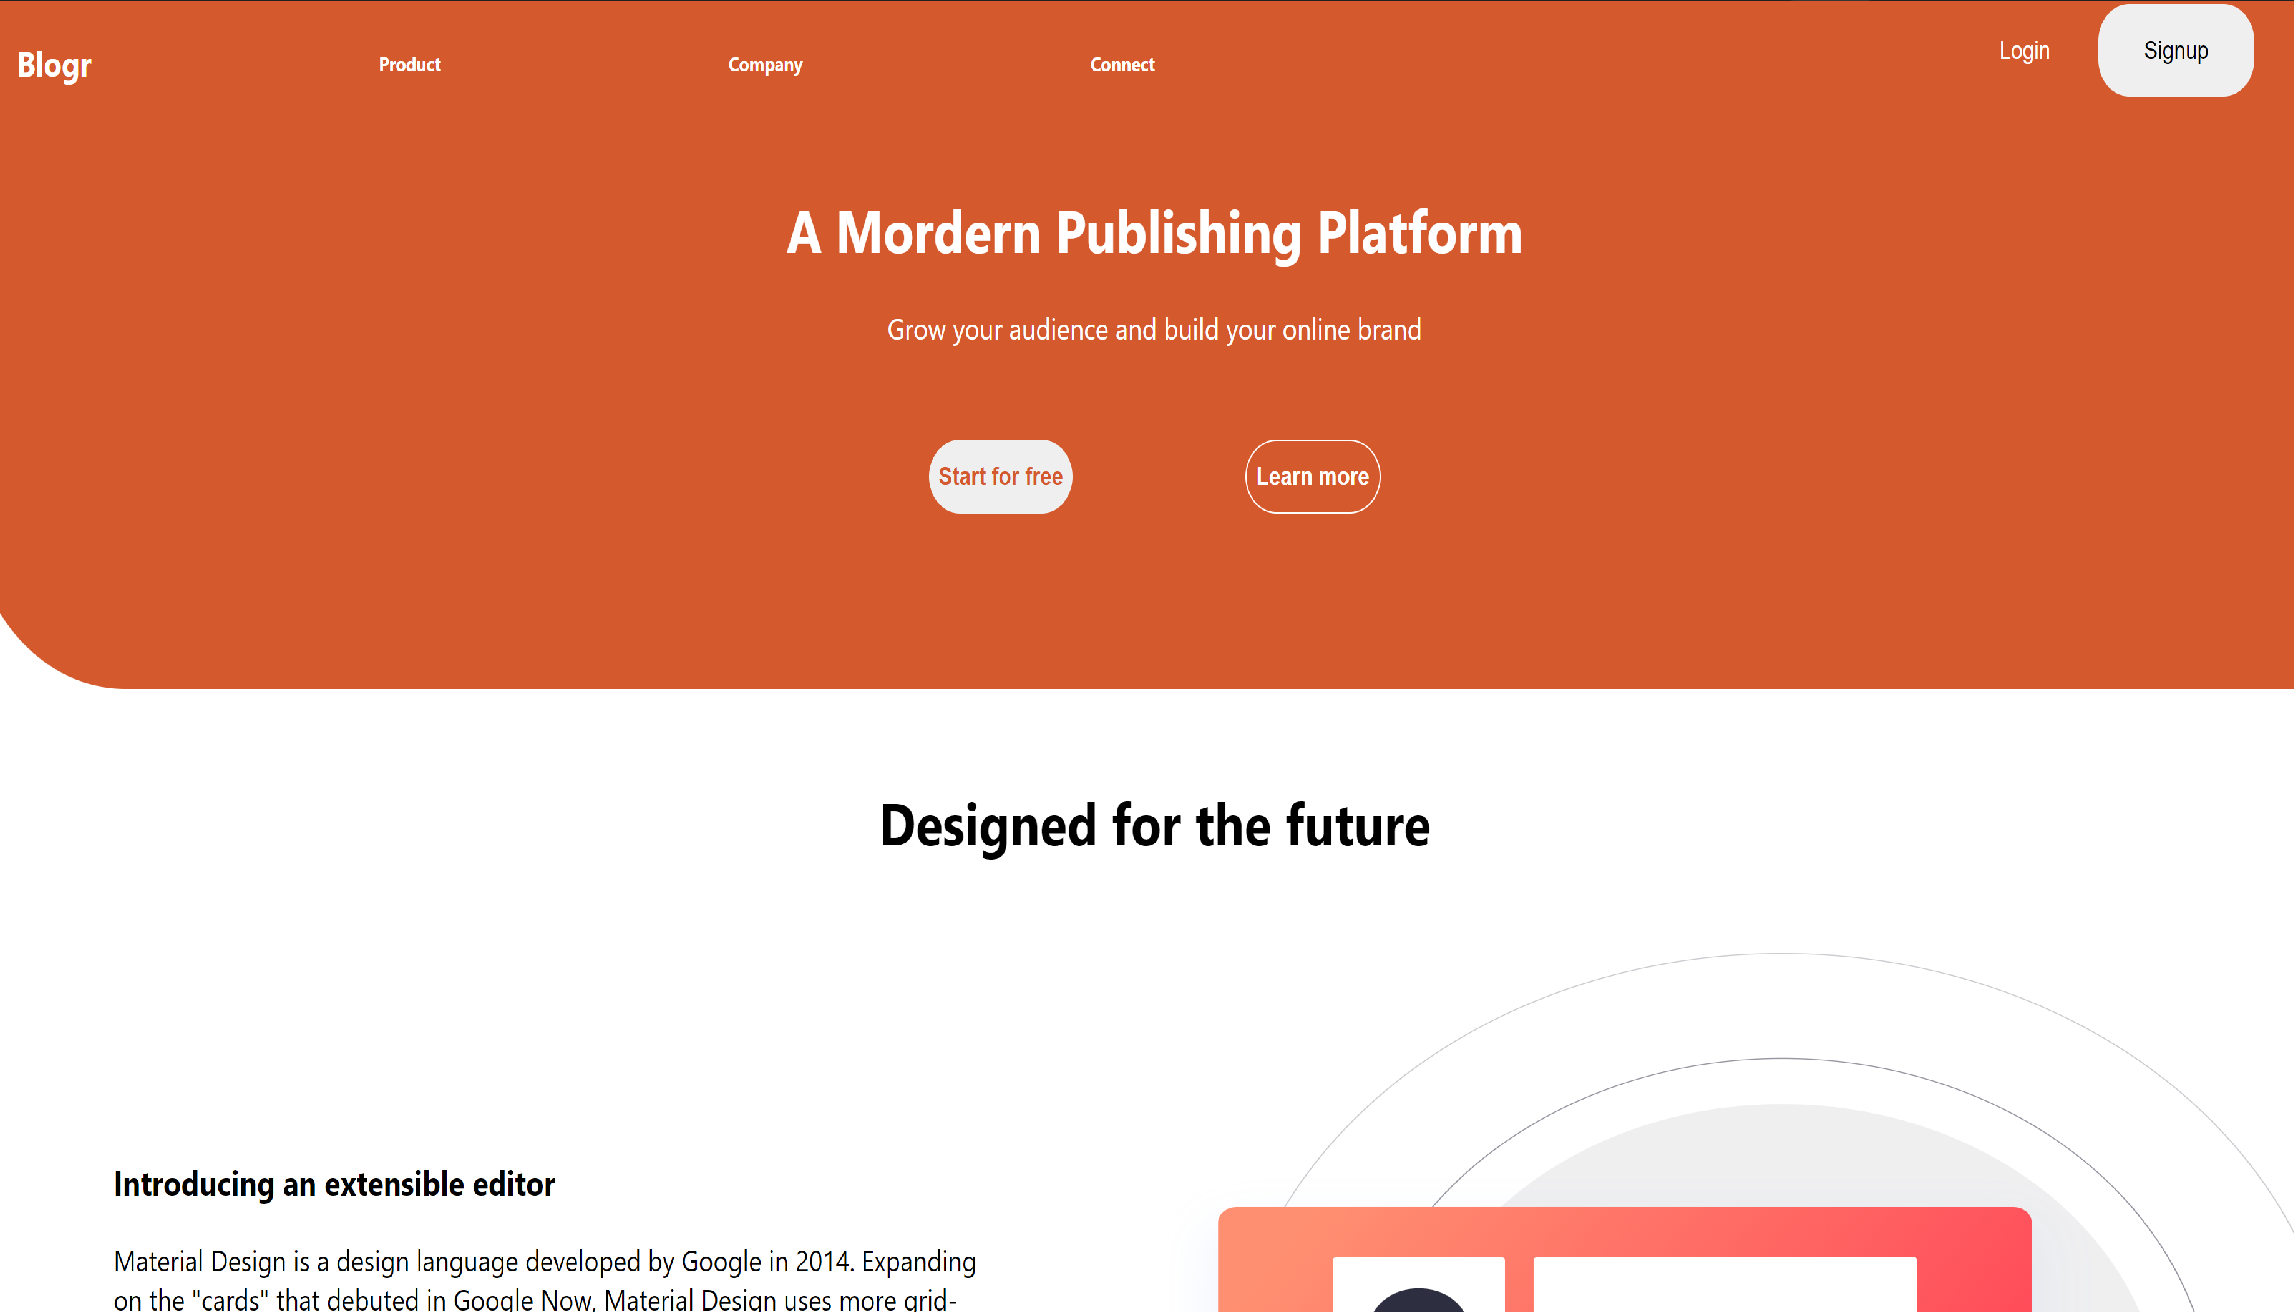 Blogr
Product
Company
Connect
Login
Signup
A Mordern Publishing Platform
Grow your audience and build your online brand
Start for free
Learn more
Designed for the future
Introducing an extensible editor
Material Design is a design language developed by Google in 2014. Expanding
on the "cards" that debuted in Google Now, Material Design uses more grid-